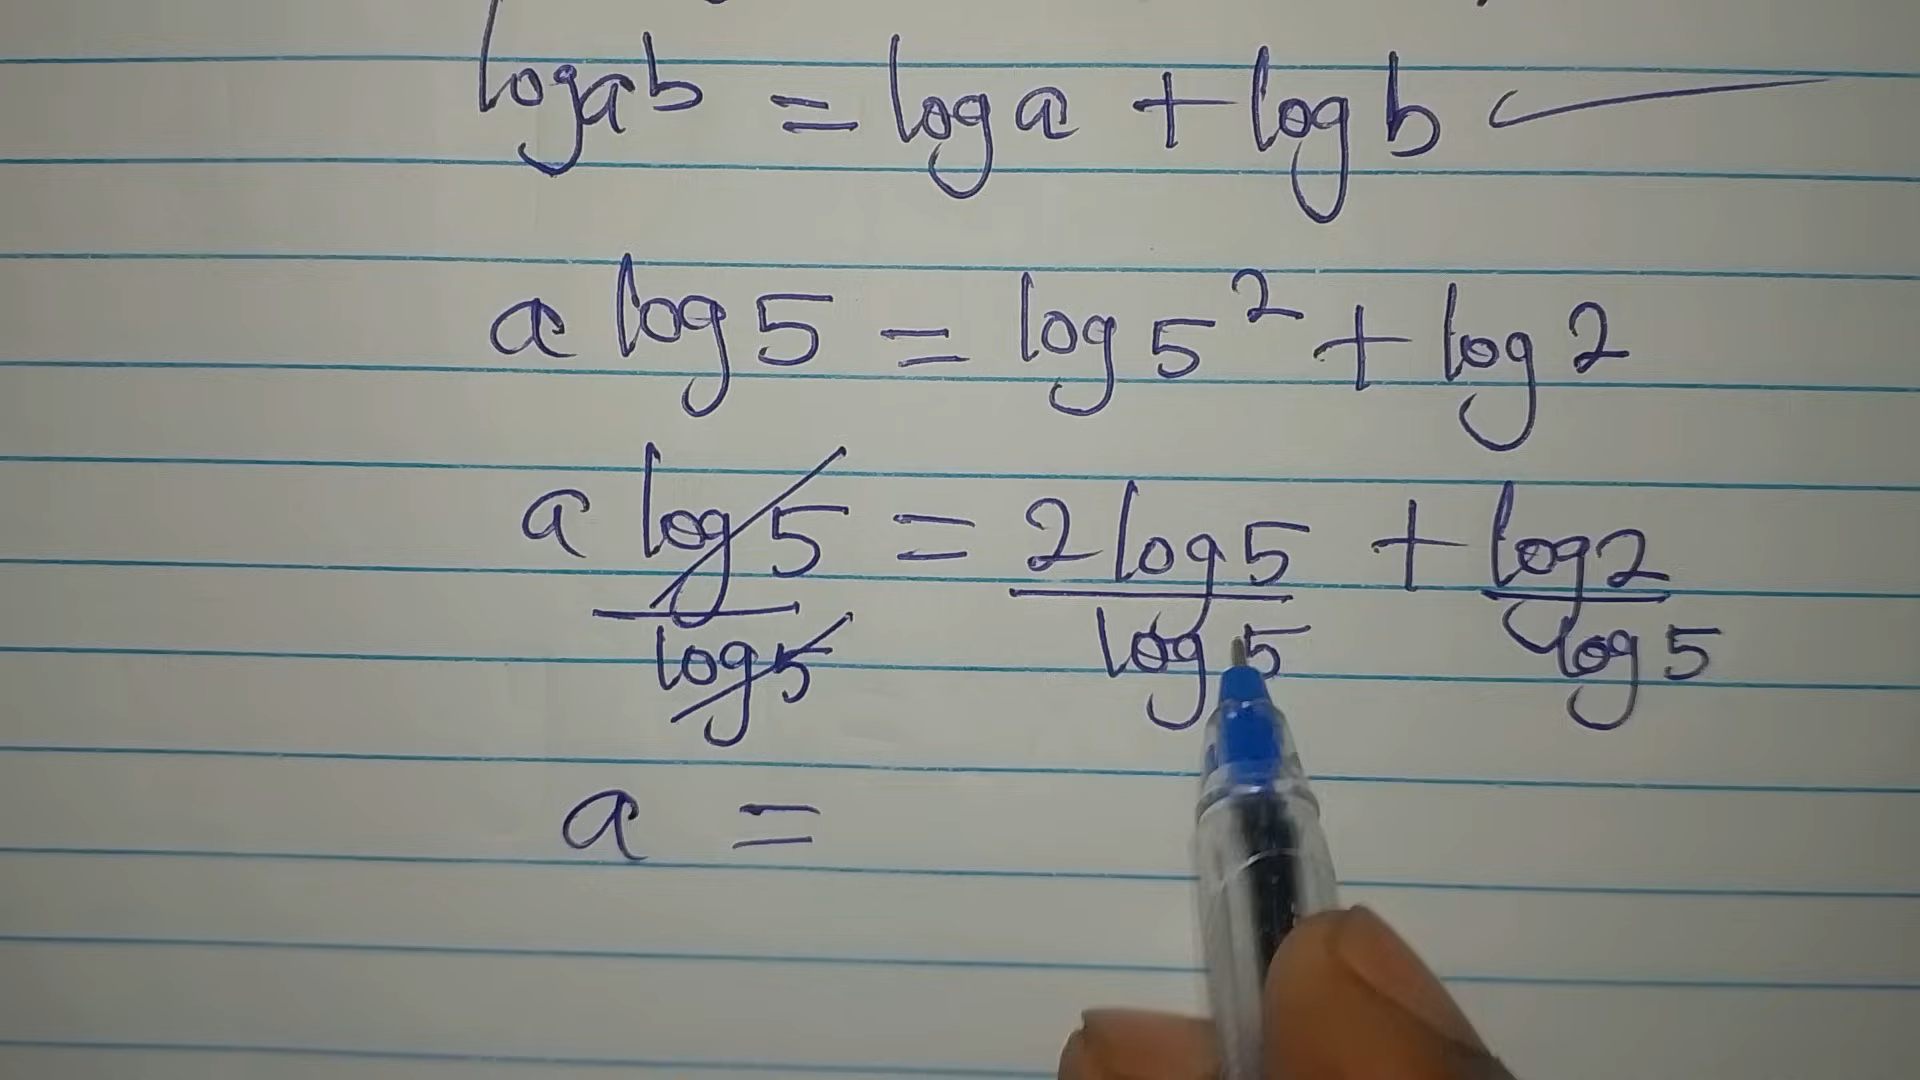 log ab = log a + log b
a log 5 = log 5² + log 2
a log 5 = 2 log 5 + log 2
log 5 log 5 log 5
a =